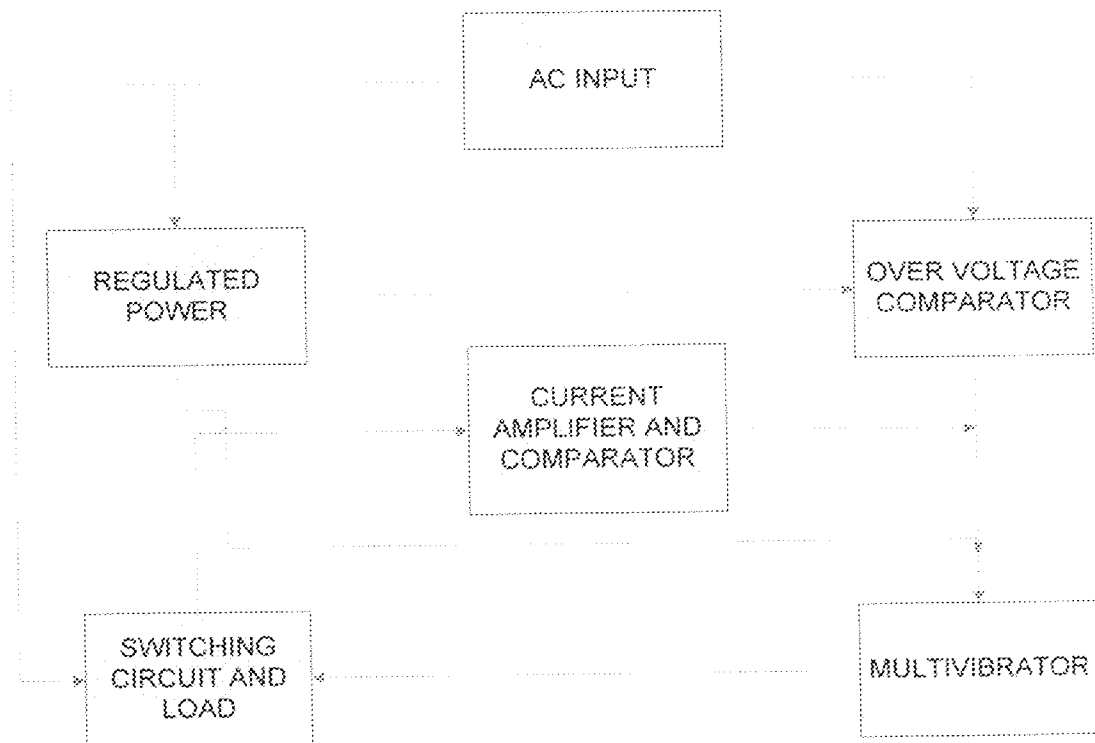 AC INPUT
REGULATED
POWER
OVER VOLTAGE
COMPARATOR
CURRENT
AMPLIFIER AND
COMPARATOR
SWITCHING
CIRCUIT AND
LOAD
MULTIVIBRATOR